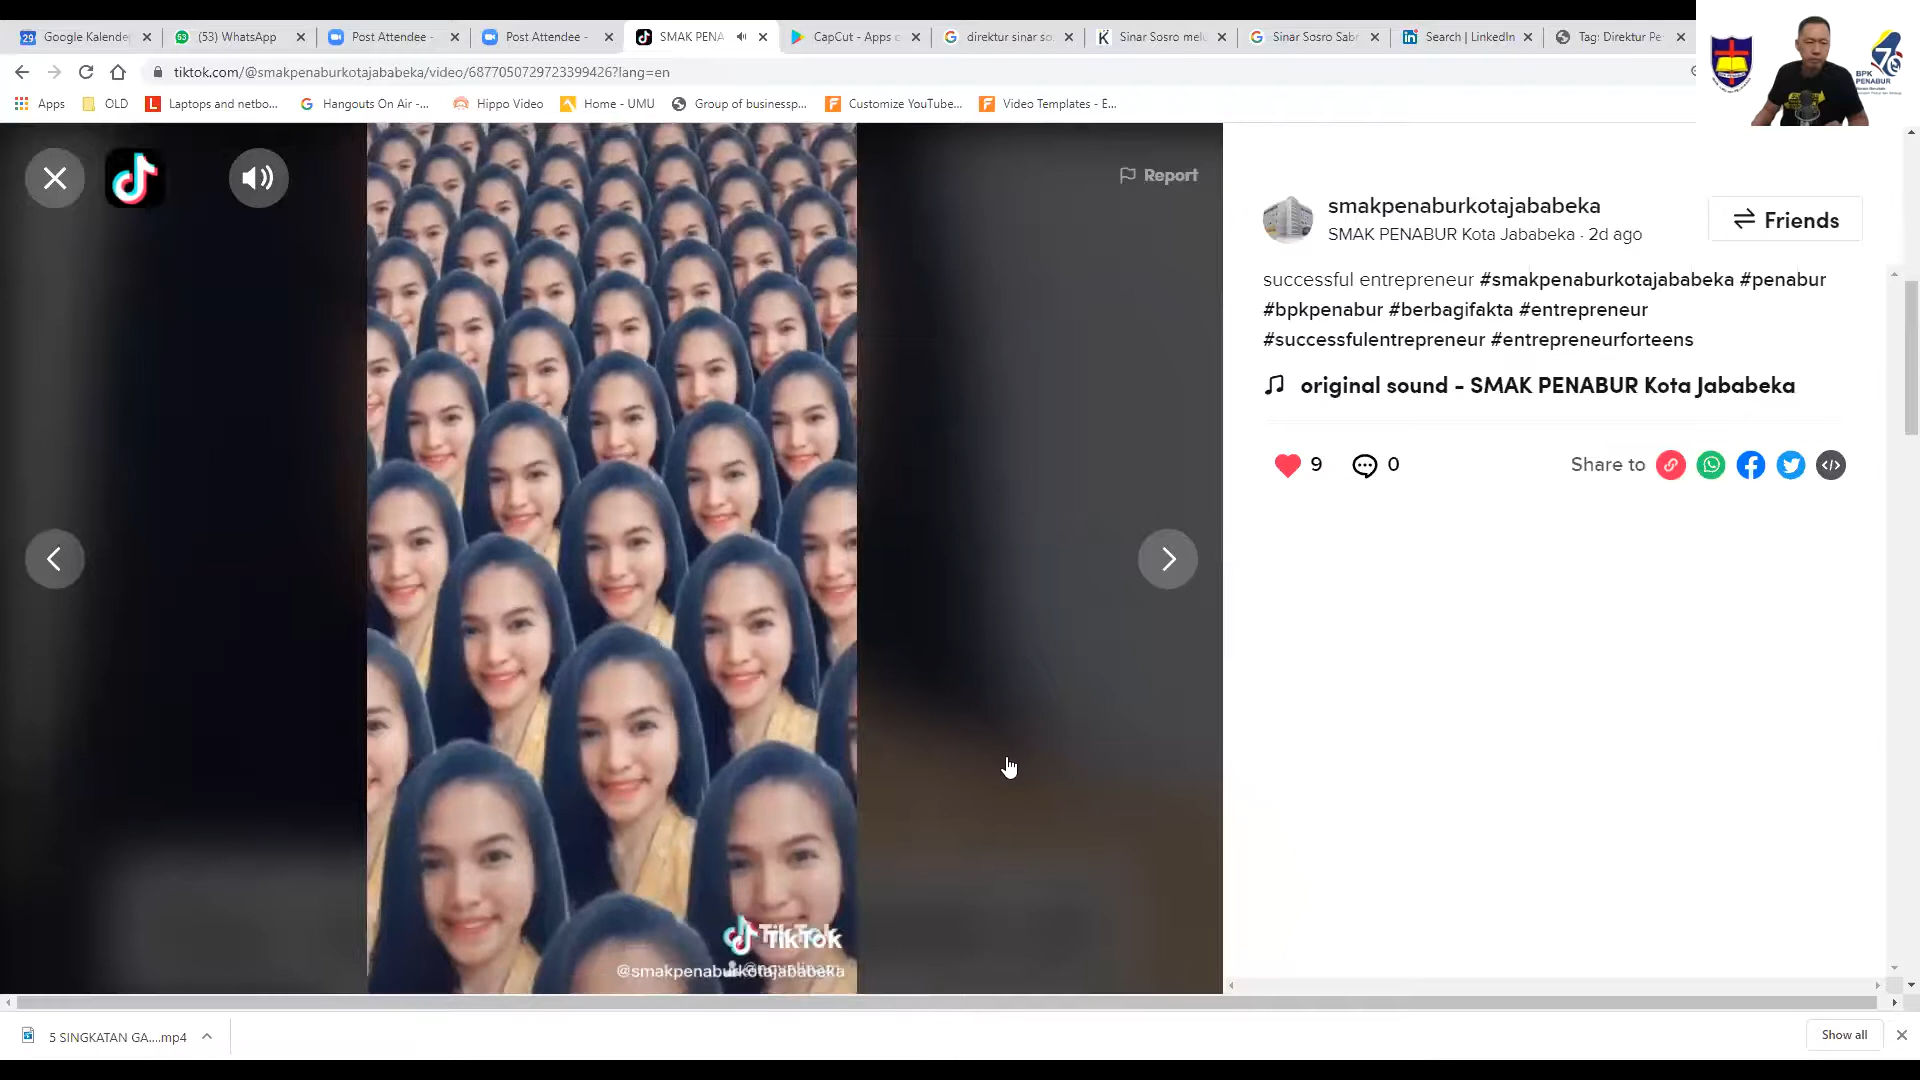 Google Kalende
(53) WhatsApp
Post Attendee -
Post Attendee -
SMAK PENA
CapCut - Apps
direktur sinar so
Sinar Sosro mel
Sinar Sosro Sab
Search | LinkedIn
Tag: Direktur Pe
tiktok.com/@smakpenaburkotajababeka/video/6877050729723399426?lang=en
Apps
OLD
Laptops and netbo...
Hangouts On Air -...
Hippo Video
Home - UMU
Group of businessp...
Customize YouTube...
Video Templates - E...
BPK
PENABUR
Report
smakpenaburkotajababeka
SMAK PENABUR Kota Jababeka · 2d ago
Friends
successful entrepreneur #smakpenaburkotajababeka #penabur
#bpkpenabur #berbagifakta #entrepreneur
#successfulentrepreneur #entrepreneurforteens
original sound - SMAK PENABUR Kota Jababeka
9
0
Share to
TikTok
@smakpenaburkotajababeka
5 SINGKATAN GA....mp4
Show all